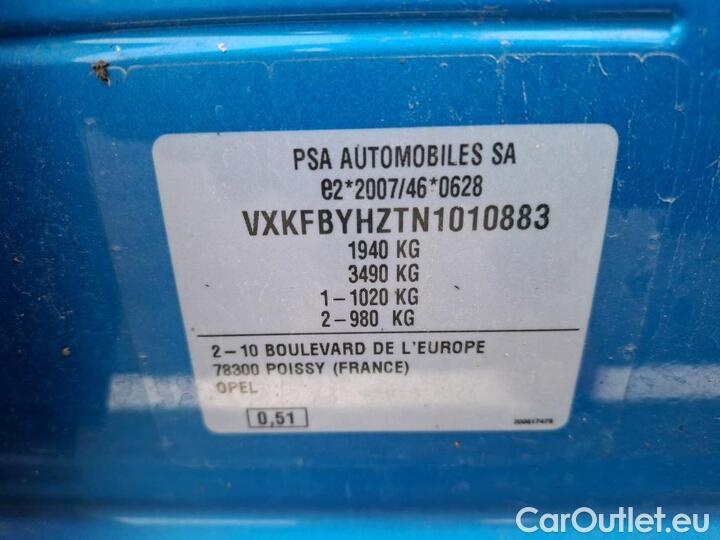 PSA AUTOMOBILES SA
e2*2007/46*0628
VXKFBYHZTN1010883
1940 KG
3490 KG
1-1020 KG
2-980 KG
2-10 BOULEVARD DE L'EUROPE
78300 POISSY (FRANCE)
OPEL
0,51
CarOutlet.eu